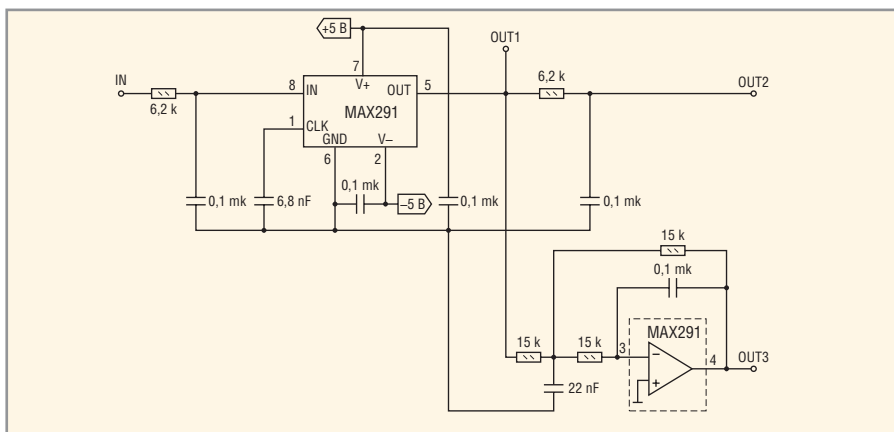 +5 В
OUT1
7
IN
8
IN
V+
OUT
5
6,2 k
OUT2
6,2 k
MAX291
1
CLK
GND
V–
6
2
0,1 mk
0,1 mk
6,8 nF
–5 В
0,1 mk
0,1 mk
15 k
0,1 mk
MAX291
15 k
15 k
3
–
4
OUT3
+
22 nF